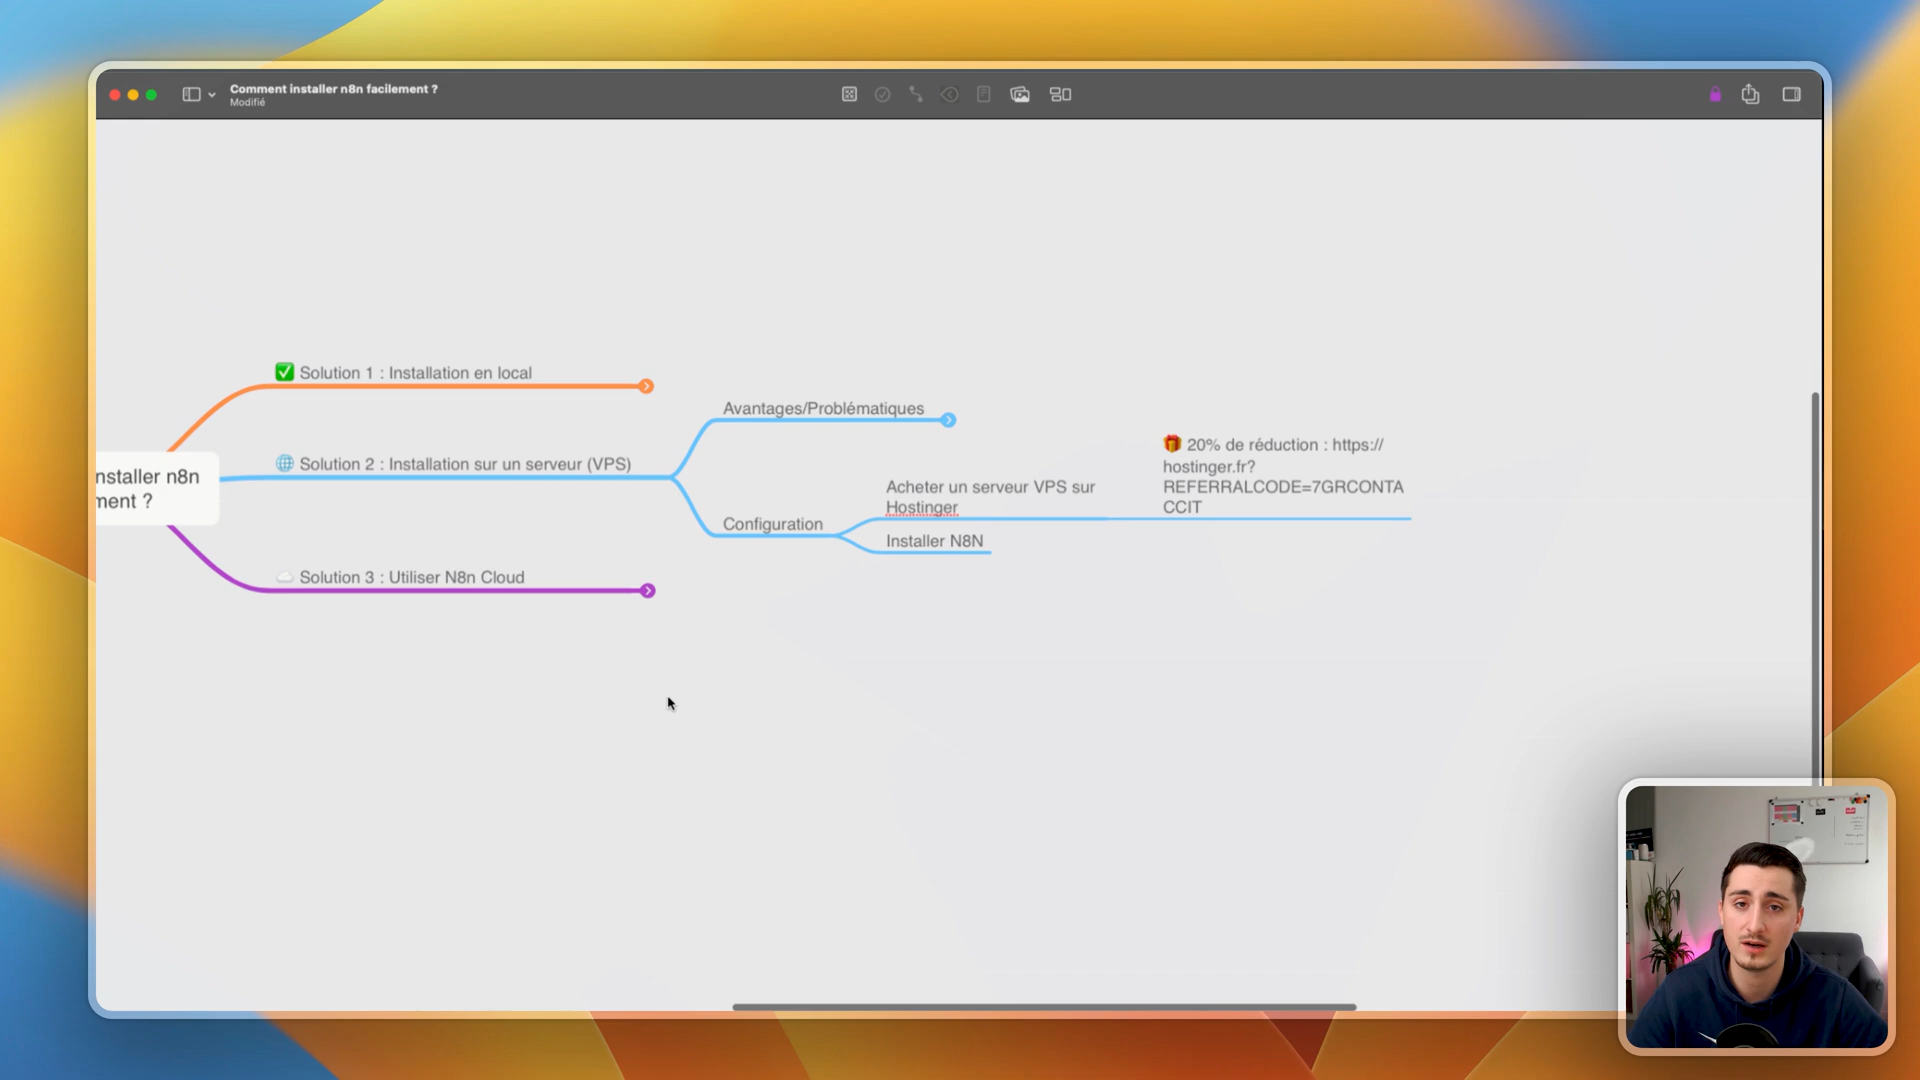 Comment installer n8n facilement ?
Modifié
✅ Solution 1 : Installation en local
Avantages/Problématiques
🎁 20% de réduction : https://
hostinger.fr?
REFERRALCODE=7GRCONTA
CCIT
🌐 Solution 2 : Installation sur un serveur (VPS)
nstaller n8n
ment ?
Acheter un serveur VPS sur
Hostinger
Configuration
Installer N8N
☁️ Solution 3 : Utiliser N8n Cloud